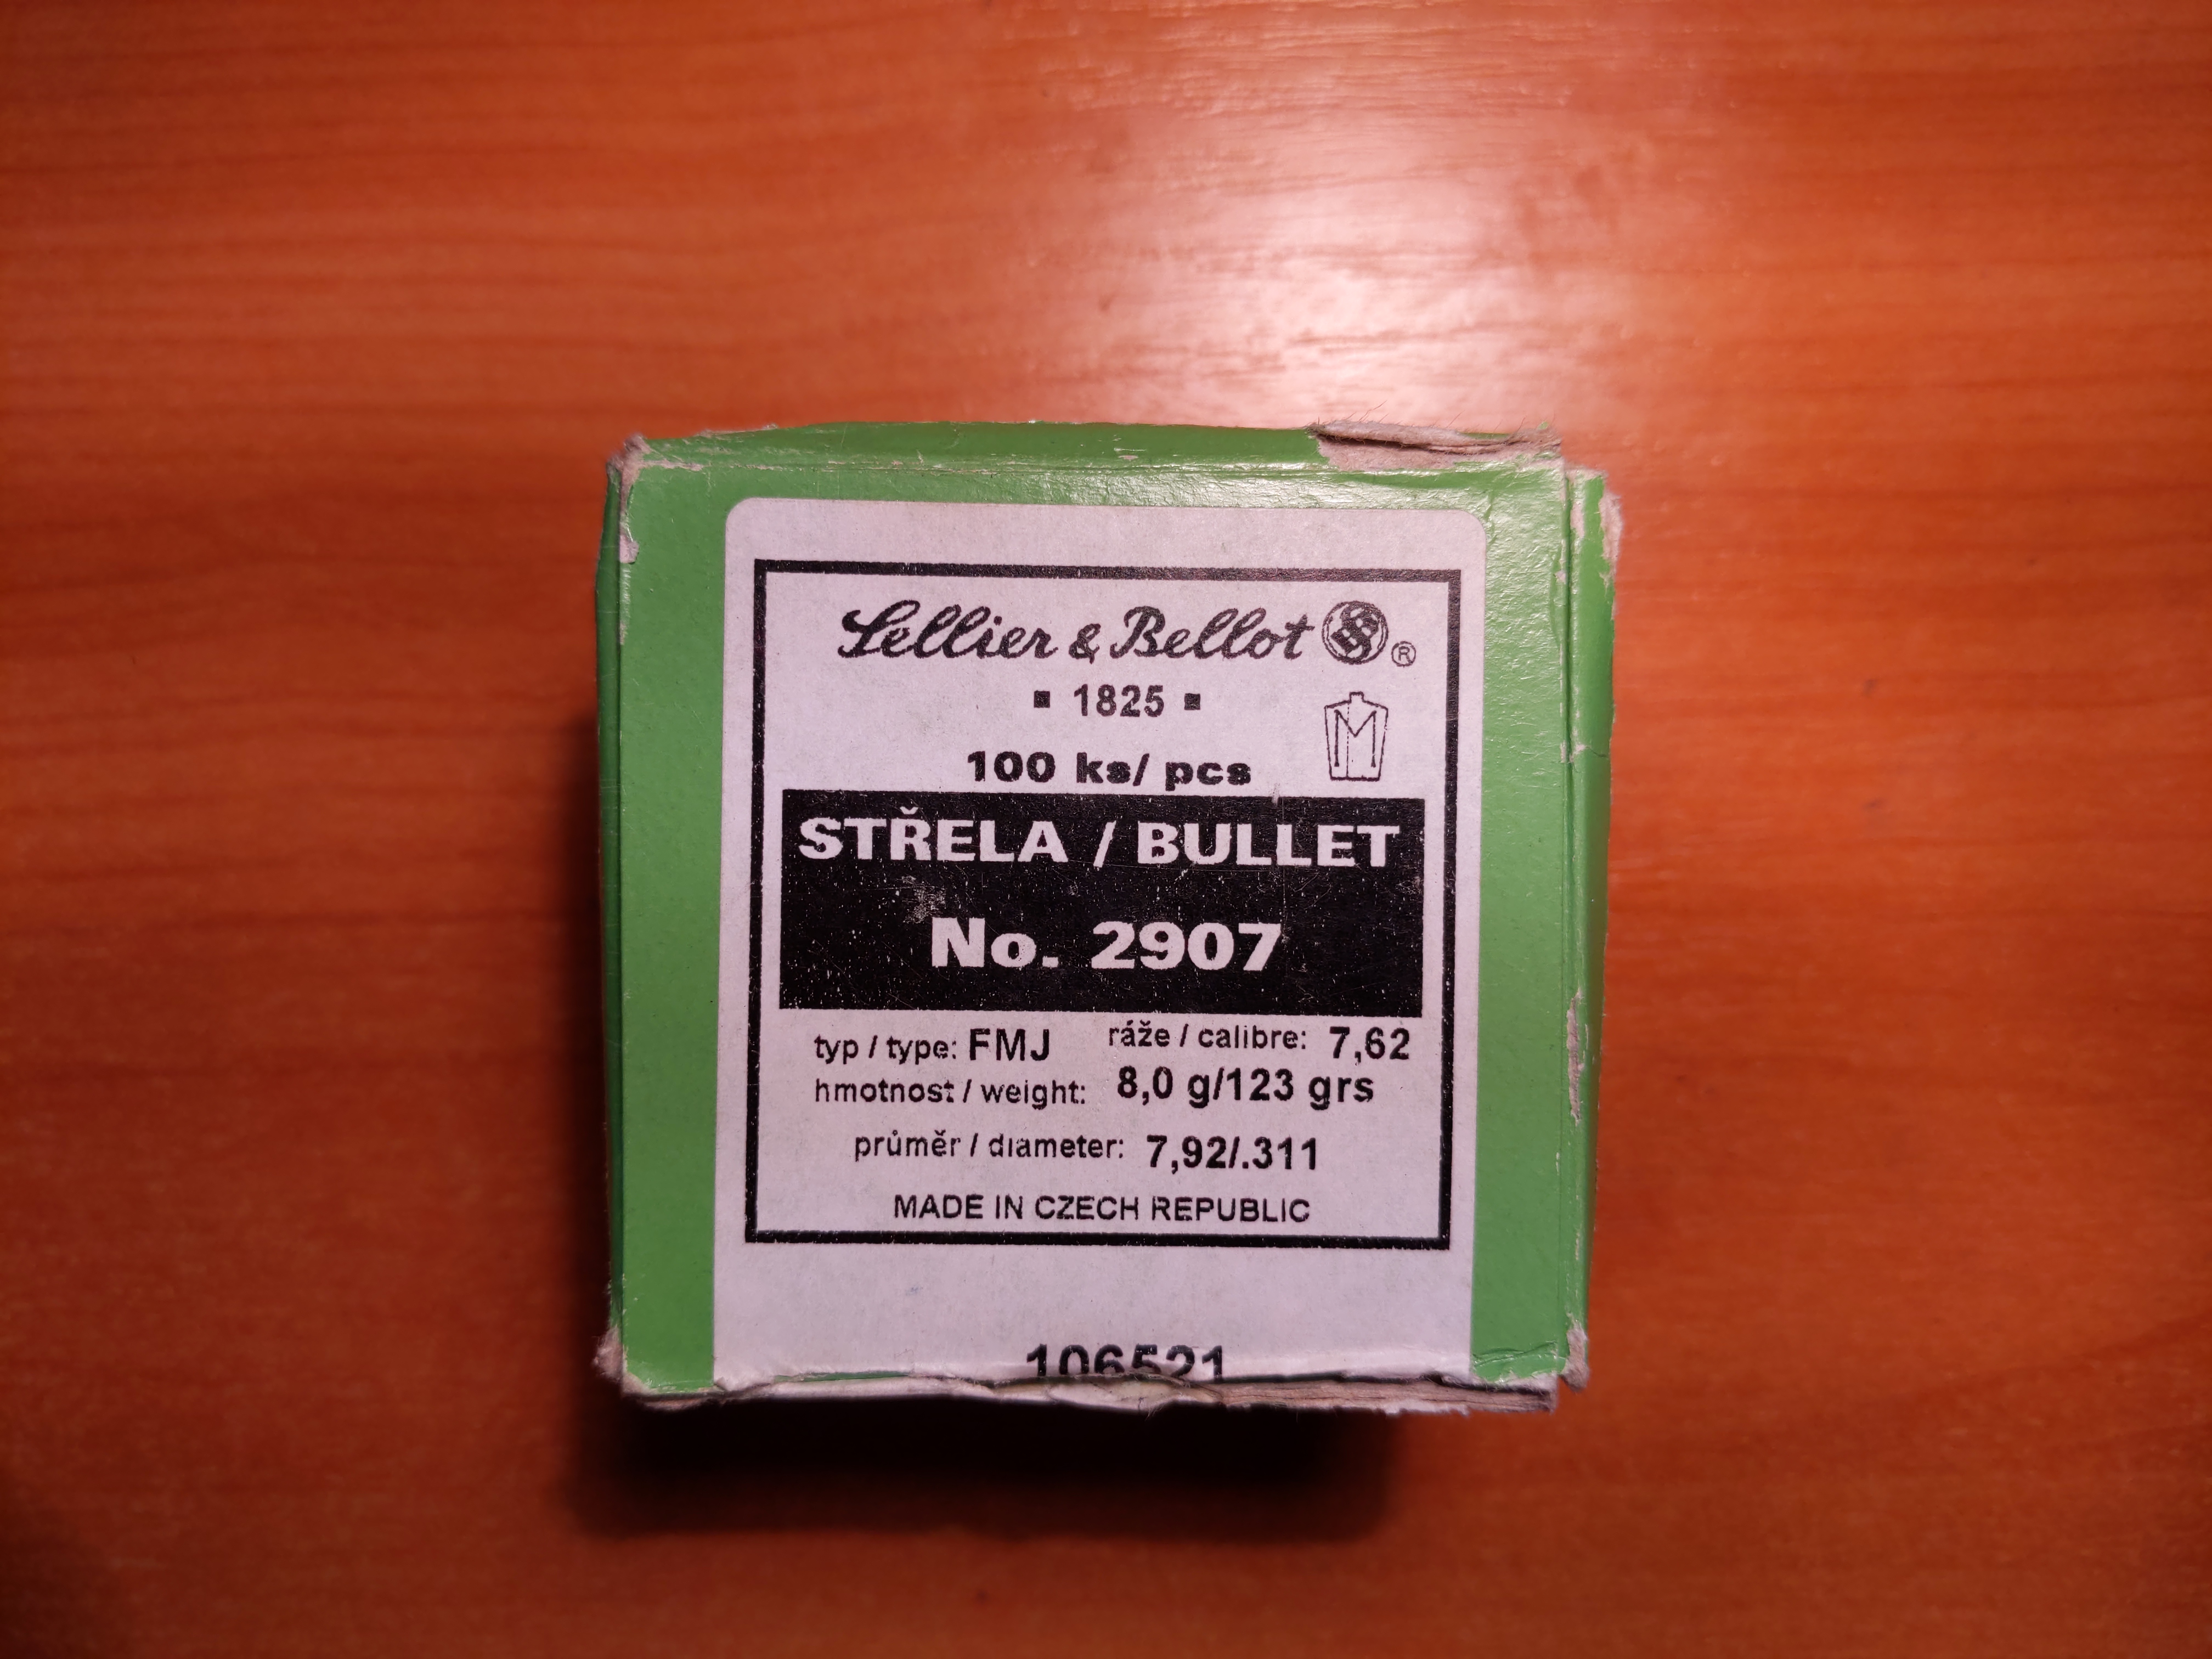 Sellier & Bellot ®
▪ 1825 ▪
100 ks/ pcs
STŘELA / BULLET
No. 2907
typ / type: FMJ ráže / calibre: 7,62
hmotnost / weight: 8,0 g/123 grs
průměr / diameter: 7,92/.311
MADE IN CZECH REPUBLIC
106521